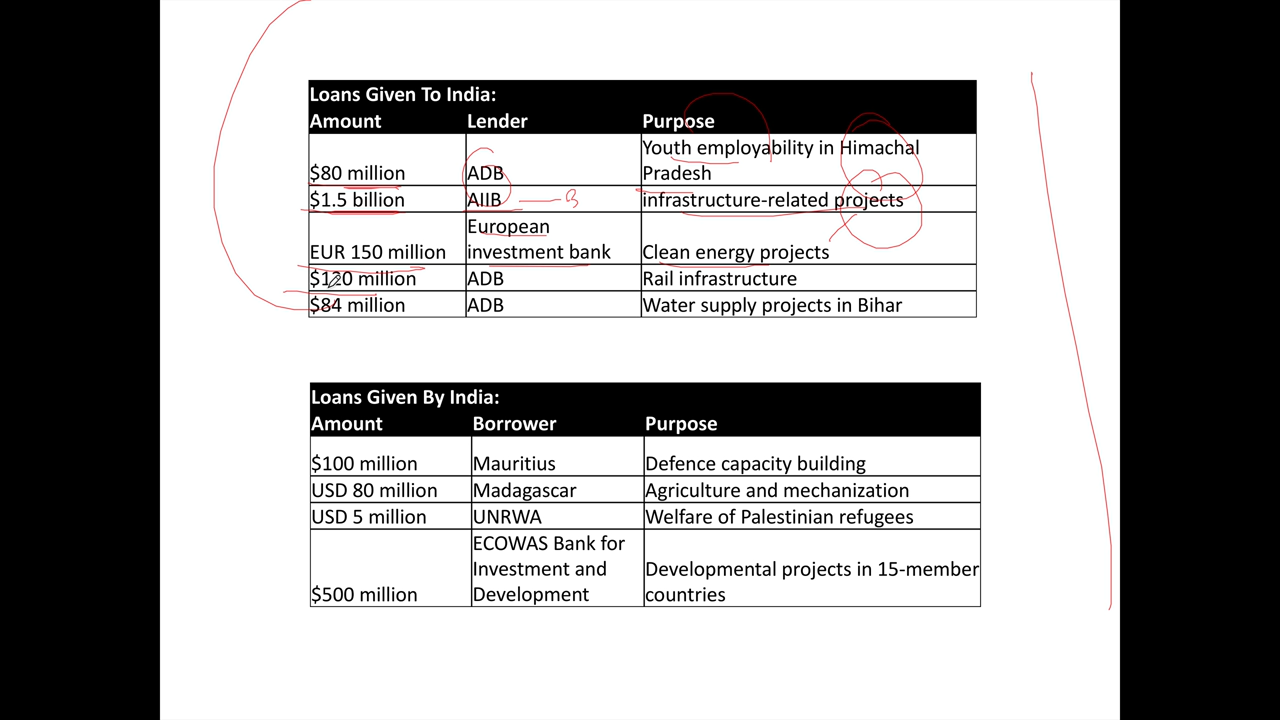 Loans Given To India:
Amount Lender Purpose
Youth employability in Himachal
$80 million ADB Pradesh
$1.5 billion AIIB infrastructure-related projects
European
EUR 150 million investment bank Clean energy projects
$120 million ADB Rail infrastructure
$84 million ADB Water supply projects in Bihar
Loans Given By India:
Amount Borrower Purpose
$100 million Mauritius Defence capacity building
USD 80 million Madagascar Agriculture and mechanization
USD 5 million UNRWA Welfare of Palestinian refugees
ECOWAS Bank for
Investment and Developmental projects in 15-member
$500 million Development countries